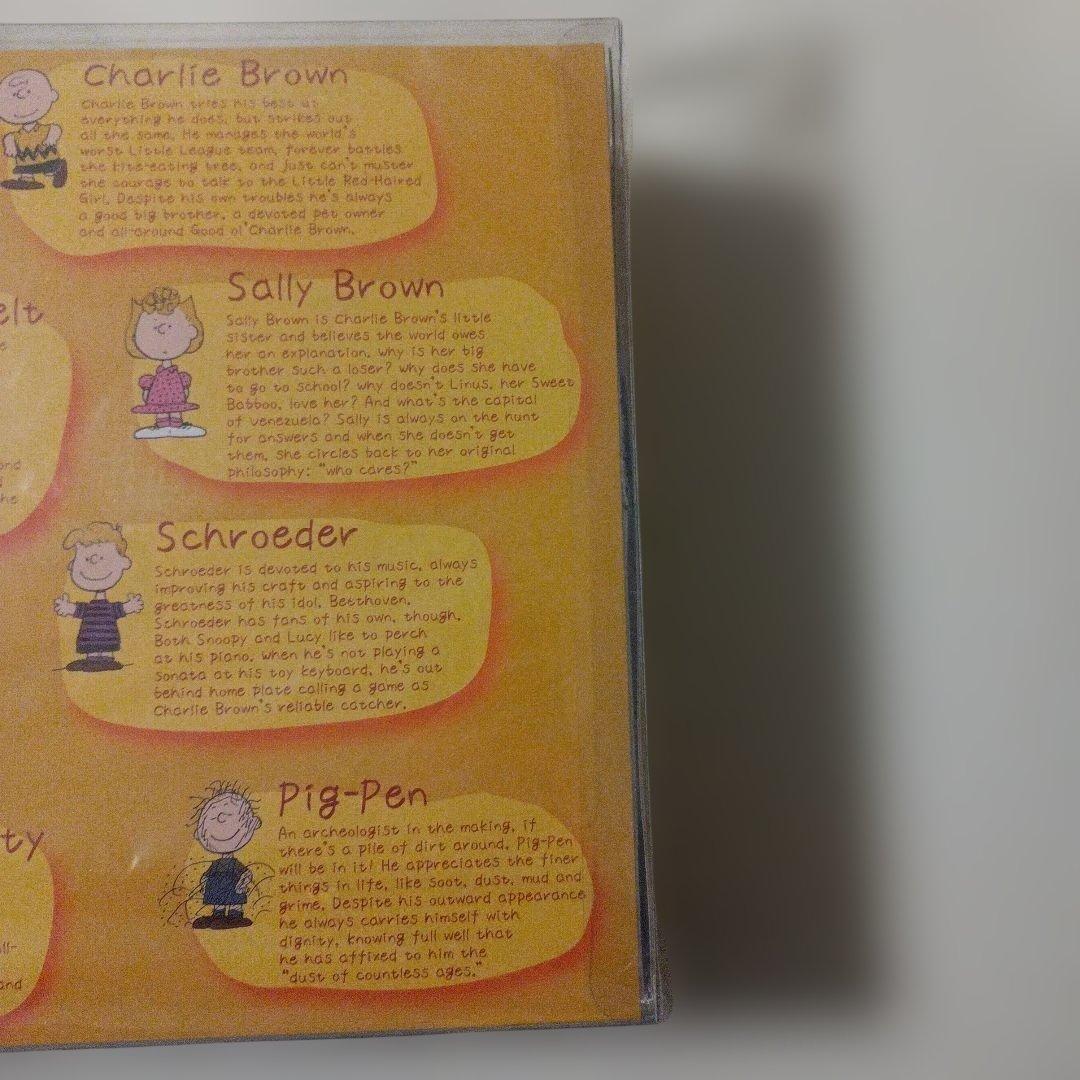 Charlie Brown
Charlie Brown tries his best at
everything he does, but strikes out
all the same. He manages the world's
worst Little League team, forever battles
the kite-eating tree, and just can't muster
the courage to talk to the Little Red-Haired
Girl. Despite his own troubles he's always
a good big brother, a devoted pet owner
and all-around Good ol' Charlie Brown.
elt
e
ond
he
Sally Brown
Sally Brown is Charlie Brown's little
sister and believes the world owes
her an explanation. Why is her big
brother such a loser? Why does she have
to go to school? Why doesn't Linus, her Sweet
Babboo, love her? And what's the capital
of Venezuela? Sally is always on the hunt
for answers and when she doesn't get
them, she circles back to her original
philosophy: "Who cares?"
Schroeder
Schroeder is devoted to his music, always
improving his craft and aspiring to the
greatness of his idol, Beethoven.
Schroeder has fans of his own, though.
Both Snoopy and Lucy like to perch
at his piano. When he's not playing a
sonata at his toy keyboard, he's out
behind home plate calling a game as
Charlie Brown's reliable catcher.
ty
ll-
and
Pig-Pen
An archeologist in the making, if
there's a pile of dirt around, Pig-Pen
will be in it! He appreciates the finer
things in life, like soot, dust, mud and
grime. Despite his outward appearance
he always carries himself with
dignity, knowing full well that
he has affixed to him the
"dust of countless ages."